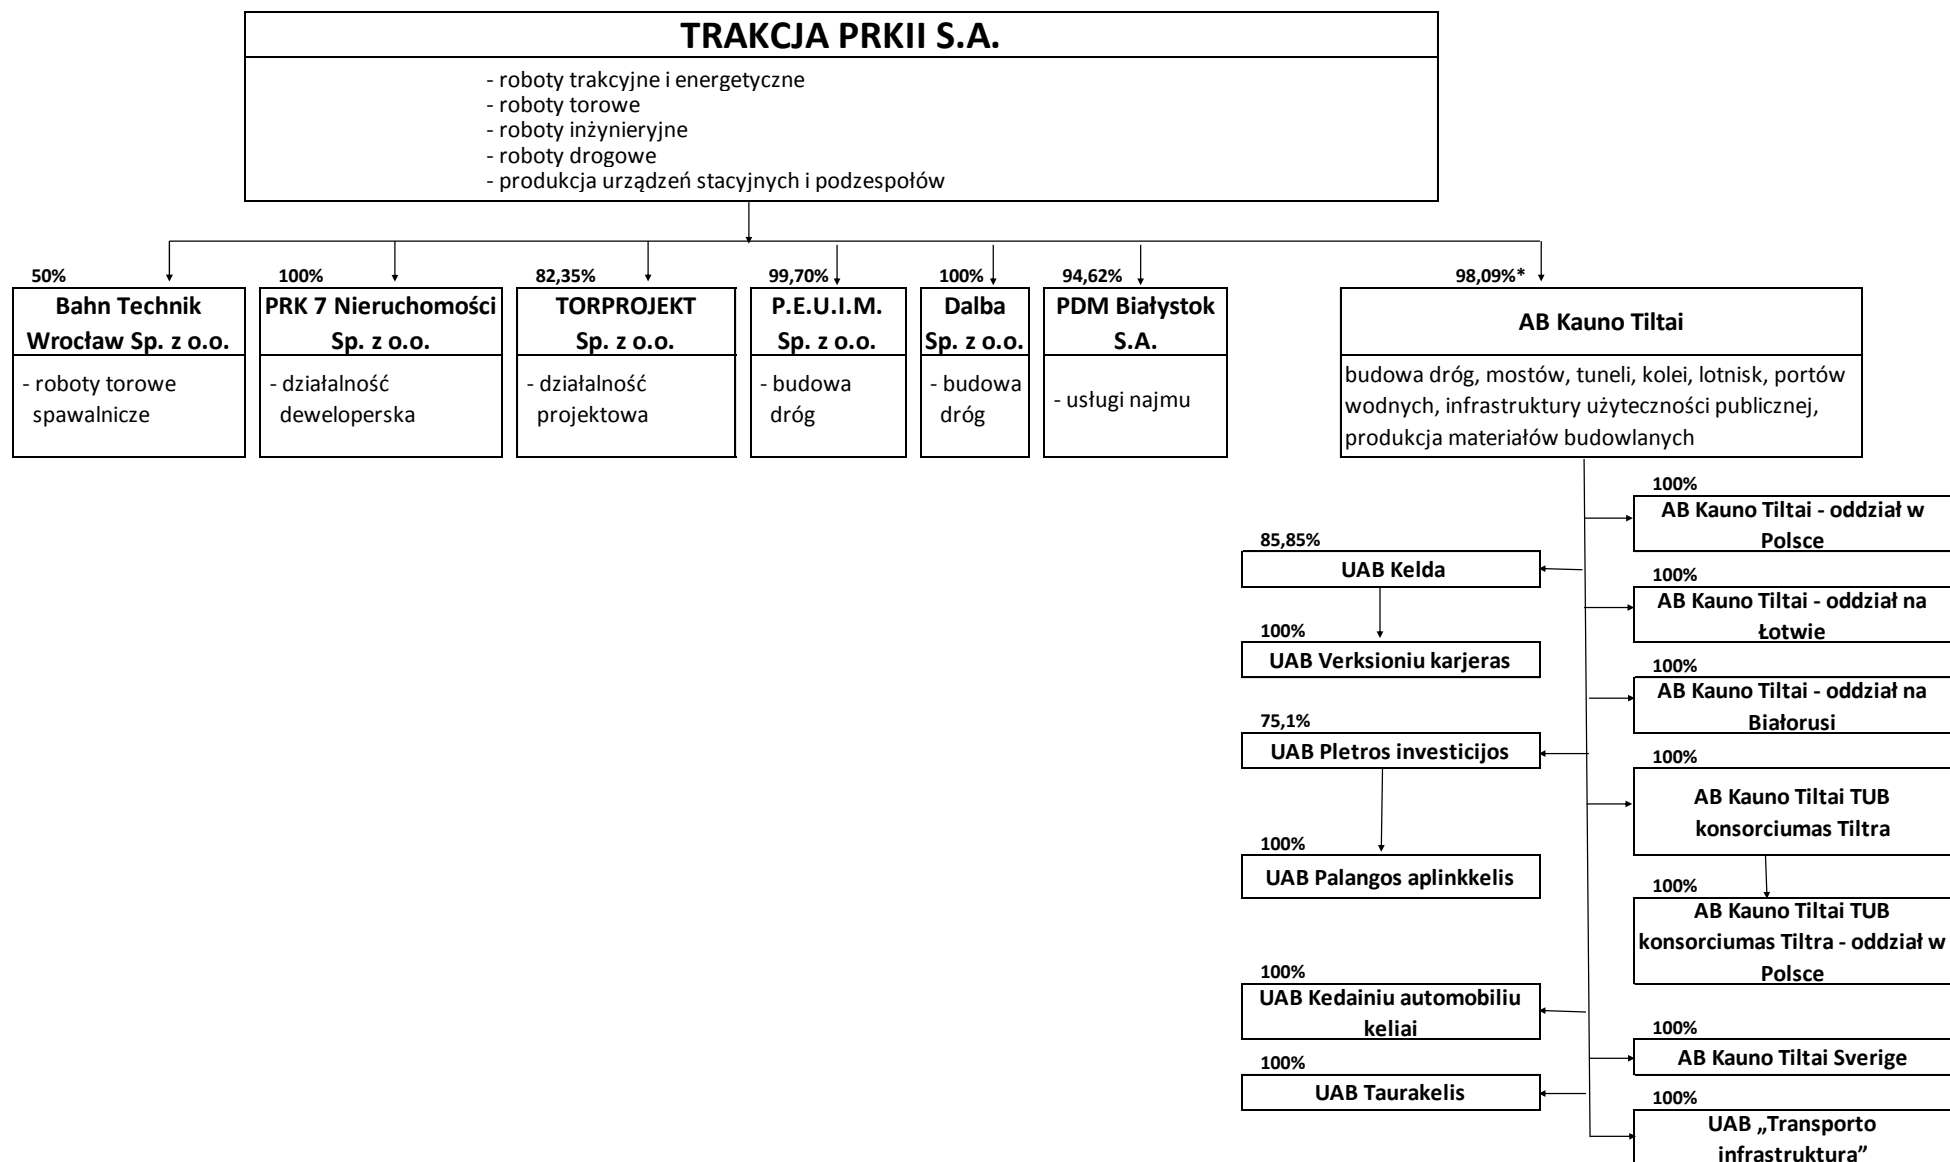 TRAKCJA PRKII S.A.
- roboty trakcyjne i energetyczne
- roboty torowe
- roboty inżynieryjne
- roboty drogowe
- produkcja urządzeń stacyjnych i podzespołów
50%
Bahn Technik
Wrocław Sp. z o.o.
- roboty torowe
spawalnicze
100%
PRK 7 Nieruchomości
Sp. z o.o.
- działalność
deweloperska
82,35%
TORPROJEKT
Sp. z o.o.
- działalność
projektowa
99,70%
P.E.U.I.M.
Sp. z o.o.
- budowa
dróg
100%
Dalba
Sp. z o.o.
- budowa
dróg
94,62%
PDM Białystok
S.A.
- usługi najmu
98,09%*
AB Kauno Tiltai
budowa dróg, mostów, tuneli, kolei, lotnisk, portów
wodnych, infrastruktury użyteczności publicznej,
produkcja materiałów budowlanych
85,85%
UAB Kelda
100%
UAB Verksioniu karjeras
75,1%
UAB Pletros investicijos
100%
UAB Palangos aplinkkelis
100%
UAB Kedainiu automobiliu
keliai
100%
UAB Taurakelis
100%
AB Kauno Tiltai - oddział w
Polsce
100%
AB Kauno Tiltai - oddział na
Łotwie
100%
AB Kauno Tiltai - oddział na
Białorusi
100%
AB Kauno Tiltai TUB
konsorciumas Tiltra
100%
AB Kauno Tiltai TUB
konsorciumas Tiltra - oddział w
Polsce
100%
AB Kauno Tiltai Sverige
100%
UAB „Transporto
infrastruktura”